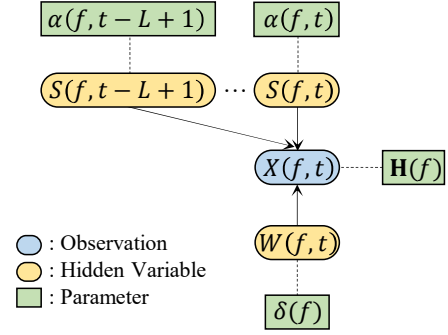 α(f, t − L + 1) α(f, t)
S(f, t − L + 1) ⋯ S(f, t)
X(f, t) H(f)
: Observation W(f, t)
: Hidden Variable
: Parameter δ(f)